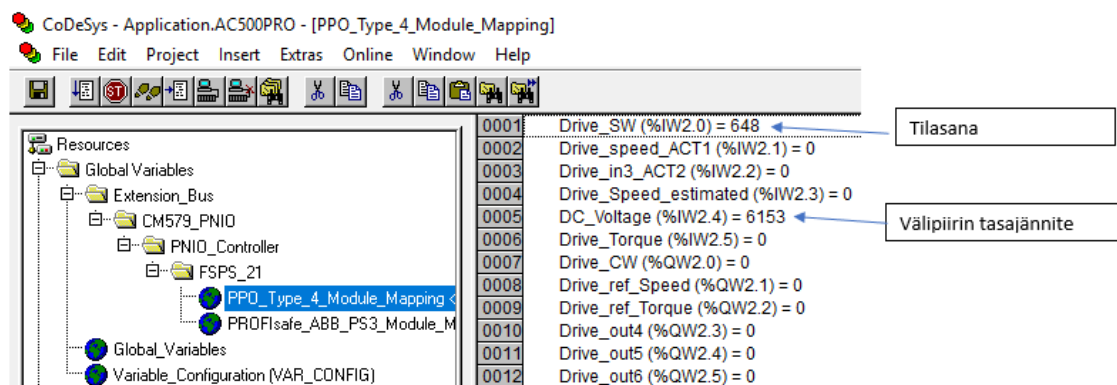 CoDeSys - Application.AC500PRO - [PPO_Type_4_Module_Mapping]
File Edit Project Insert Extras Online Window Help
Resources
Global Variables
Extension_Bus
CM579_PNIO
PNIO_Controller
FSPS_21
PPO_Type_4_Module_Mapping <
PROFIsafe_ABB_PS3_Module_M
Global_Variables
Variable_Configuration (VAR_CONFIG)
0001 Drive_SW (%IW2.0) = 648
0002 Drive_speed_ACT1 (%IW2.1) = 0
0003 Drive_in3_ACT2 (%IW2.2) = 0
0004 Drive_Speed_estimated (%IW2.3) = 0
0005 DC_Voltage (%IW2.4) = 6153
0006 Drive_Torque (%IW2.5) = 0
0007 Drive_CW (%QW2.0) = 0
0008 Drive_ref_Speed (%QW2.1) = 0
0009 Drive_ref_Torque (%QW2.2) = 0
0010 Drive_out4 (%QW2.3) = 0
0011 Drive_out5 (%QW2.4) = 0
0012 Drive_out6 (%QW2.5) = 0
Tilasana
Välipiirin tasajännite